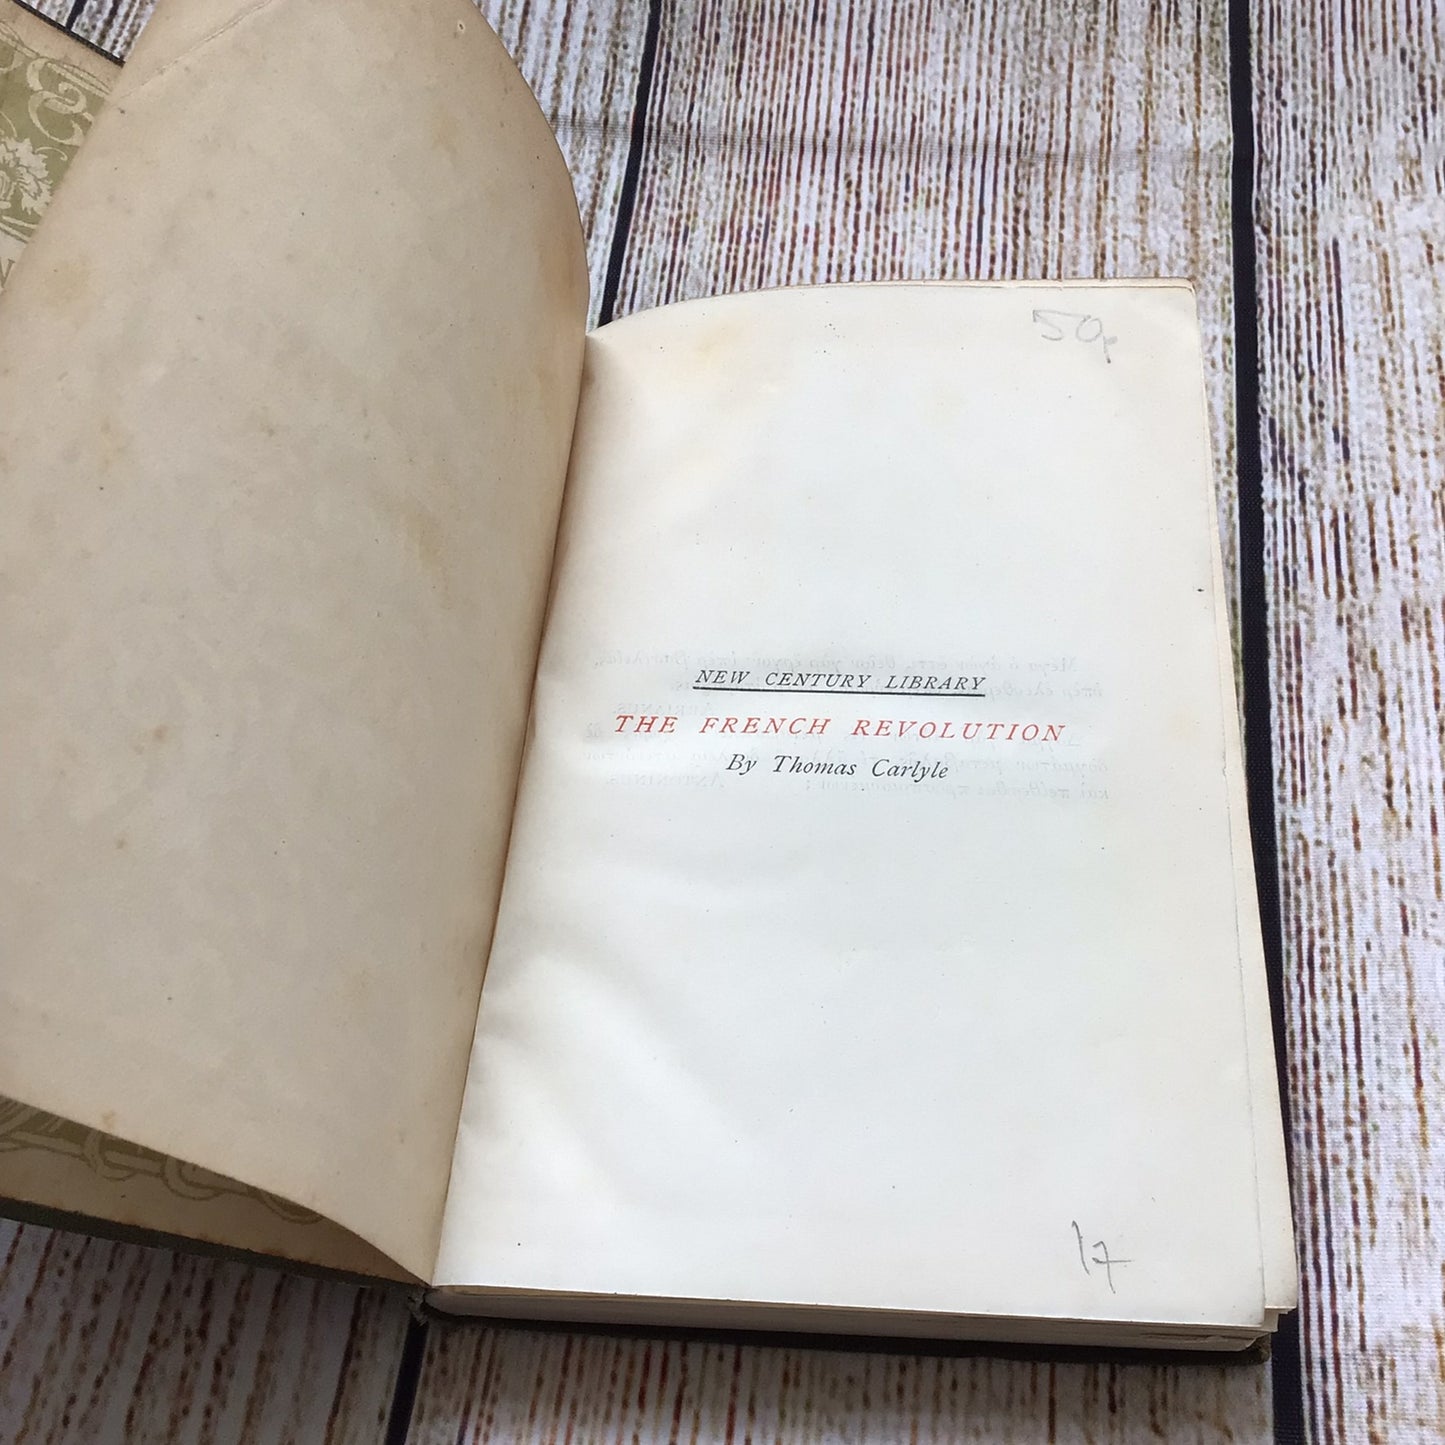 50p
NEW CENTURY LIBRARY
THE FRENCH REVOLUTION
By Thomas Carlyle
17